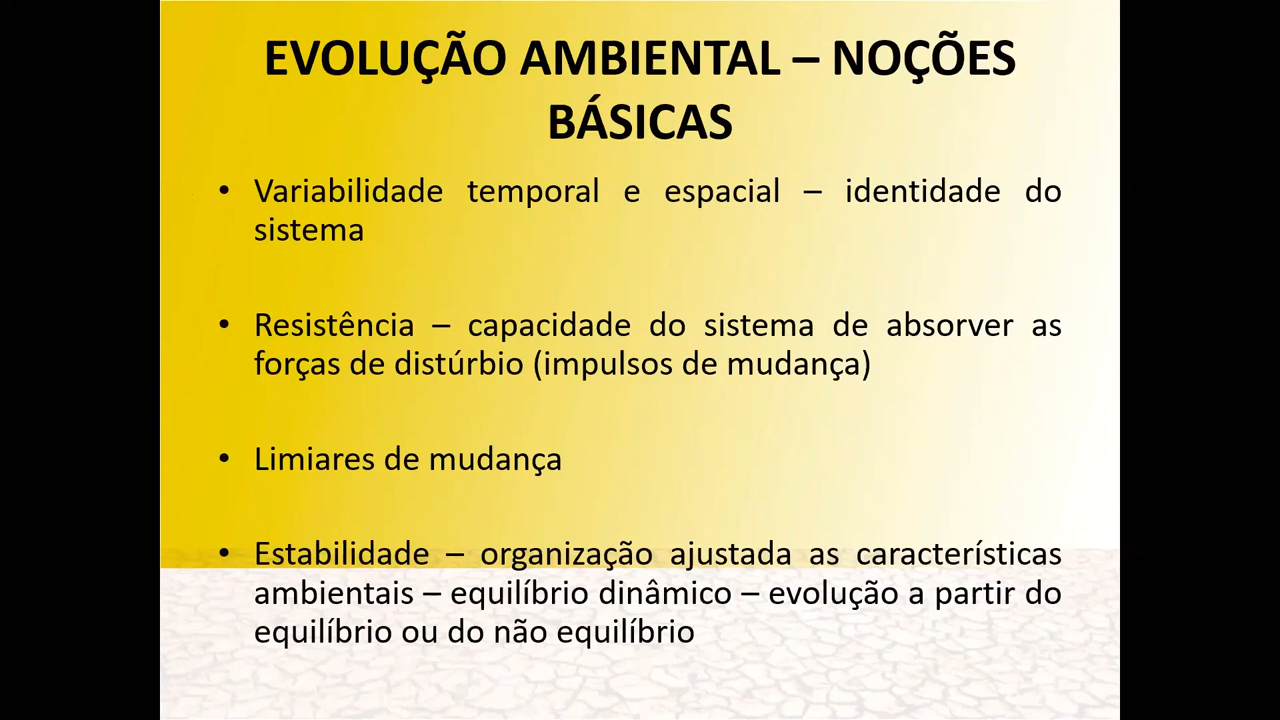 EVOLUÇÃO AMBIENTAL – NOÇÕES
BÁSICAS
• Variabilidade temporal e espacial – identidade do
sistema
• Resistência – capacidade do sistema de absorver as
forças de distúrbio (impulsos de mudança)
• Limiares de mudança
• Estabilidade – organização ajustada as características
ambientais – equilíbrio dinâmico – evolução a partir do
equilíbrio ou do não equilíbrio